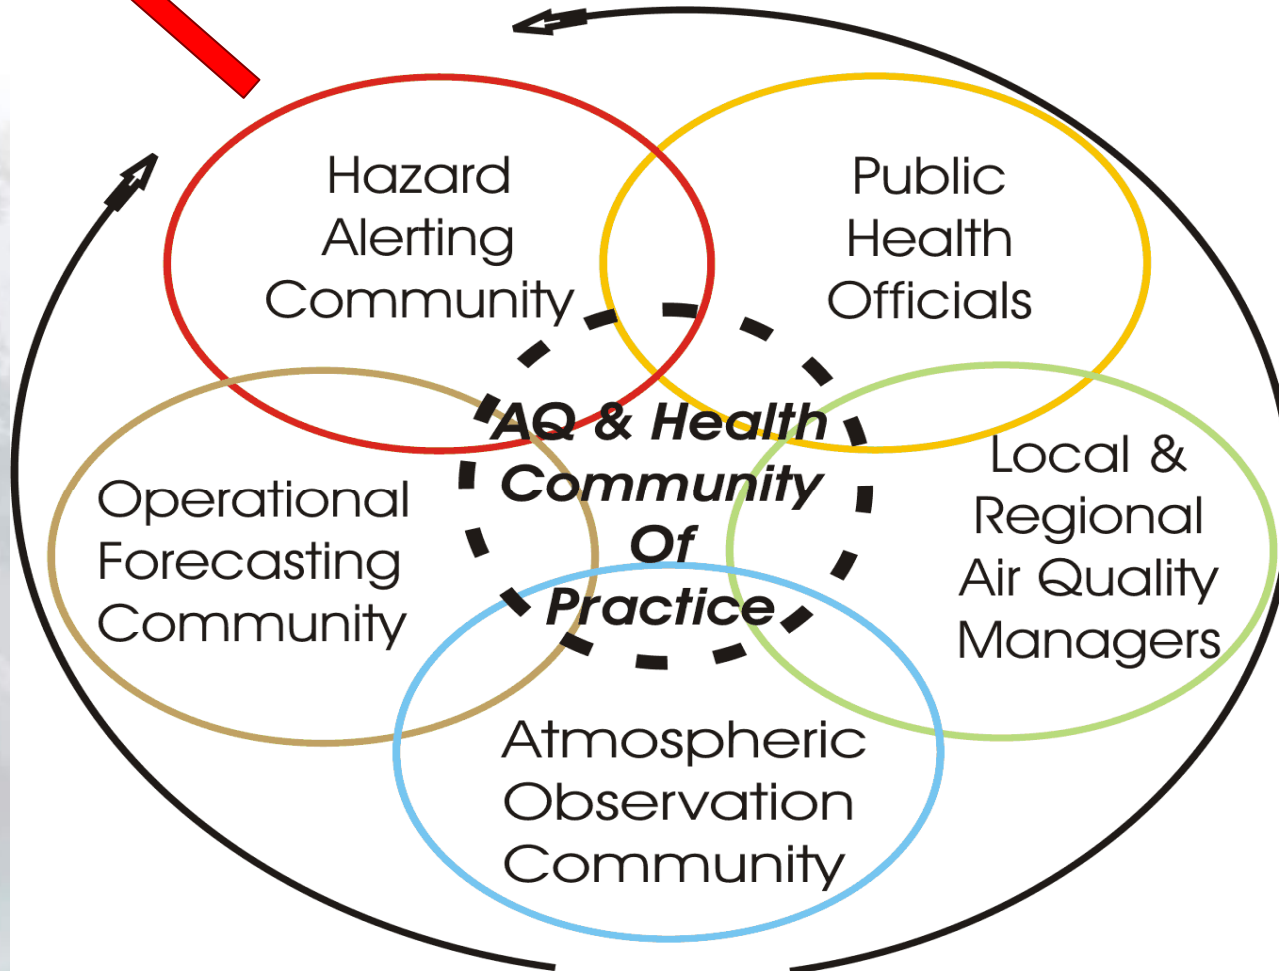 Hazard
Alerting
Community
Public
Health
Officials
AQ & Health
Community
Of
Practice
Local &
Regional
Air Quality
Managers
Operational
Forecasting
Community
Atmospheric
Observation
Community